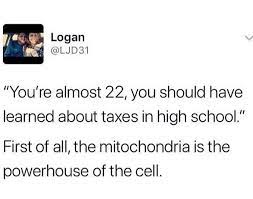 Logan
@LJD31
“You’re almost 22, you should have
learned about taxes in high school.”
First of all, the mitochondria is the
powerhouse of the cell.